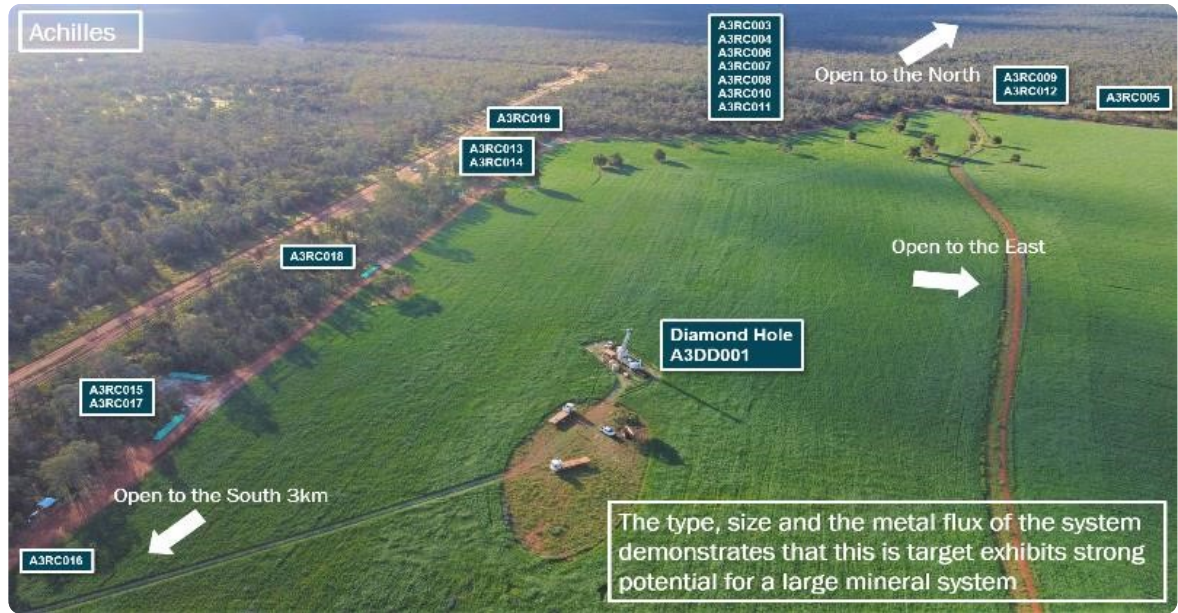 Achilles
A3RC003
A3RC004
A3RC006
A3RC007
A3RC008
A3RC010
A3RC011
Open to the North
A3RC009
A3RC012
A3RC005
A3RC019
A3RC013
A3RC014
A3RC018
Open to the East
Diamond Hole
A3DD001
A3RC015
A3RC017
Open to the South 3km
A3RC016
The type, size and the metal flux of the system
demonstrates that this is target exhibits strong
potential for a large mineral system